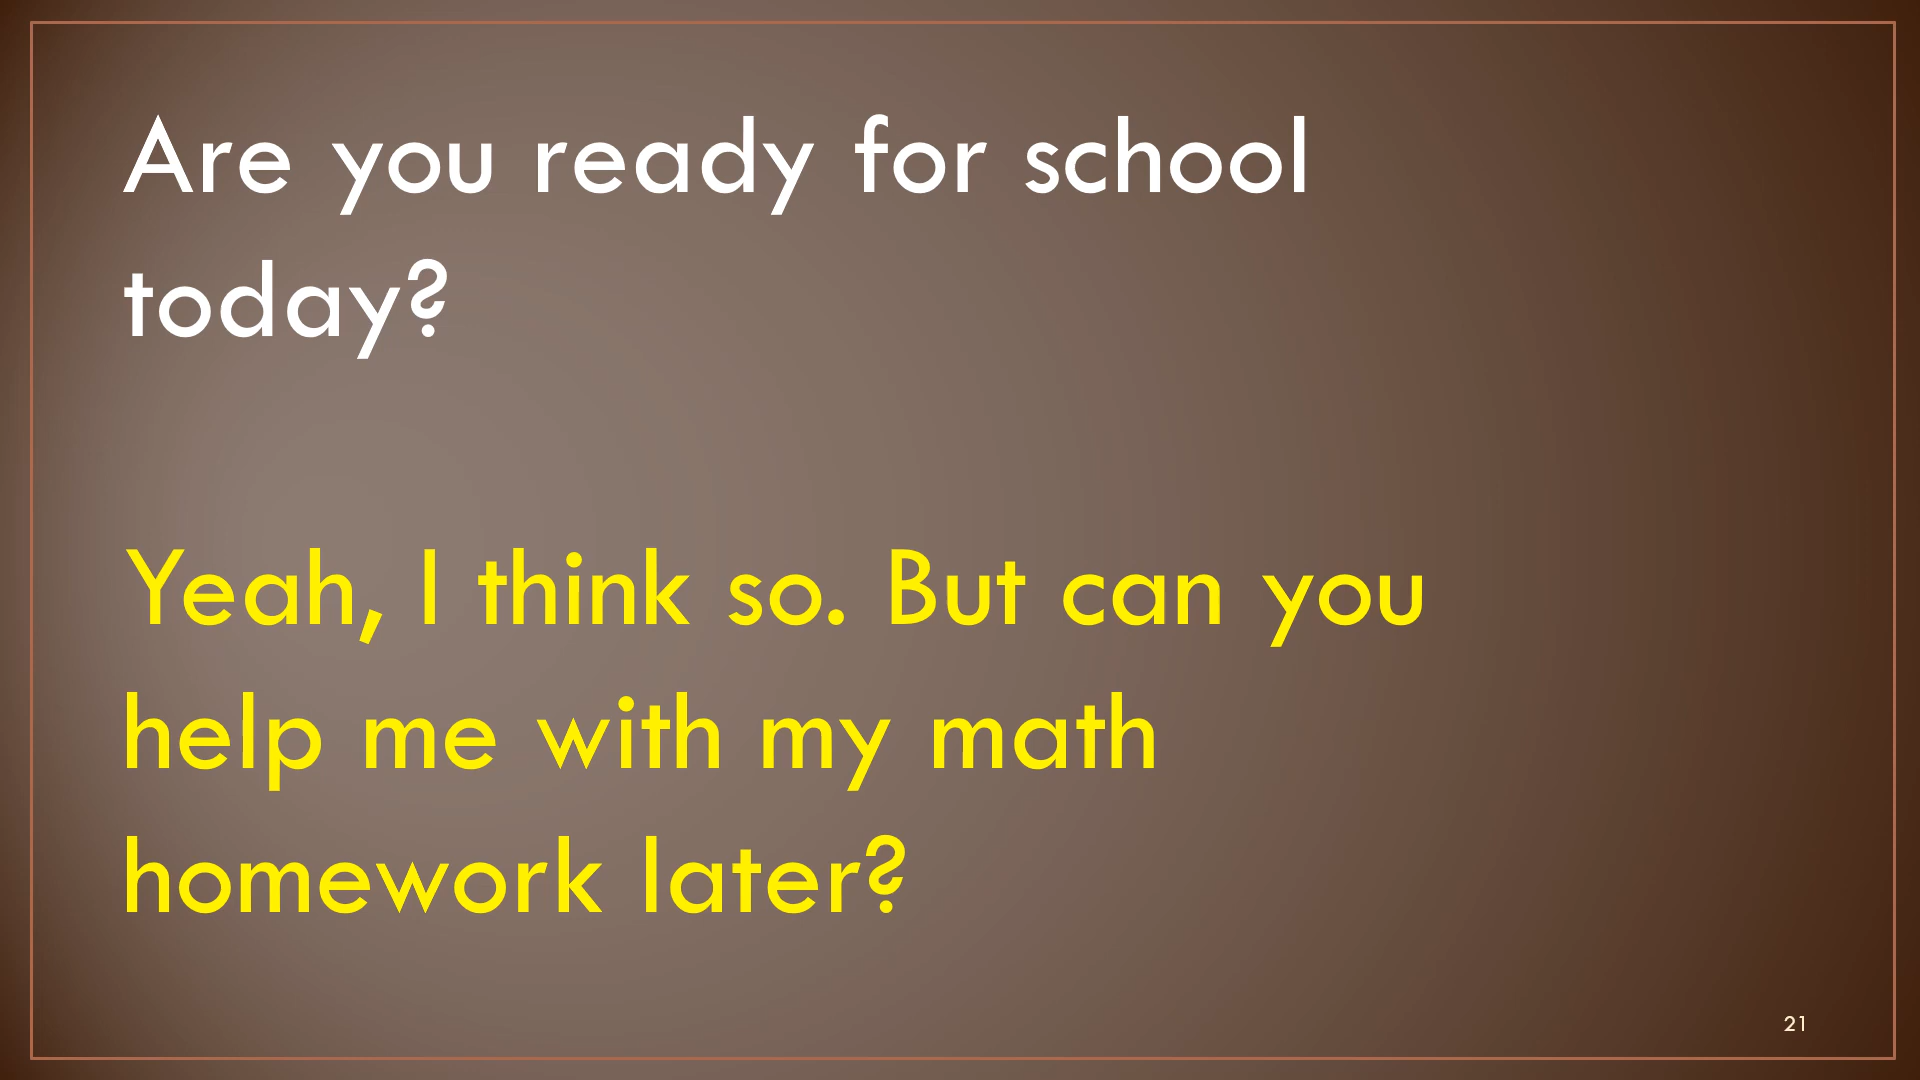 Are you ready for school
today?
Yeah, I think so. But can you
help me with my math
homework later?
21